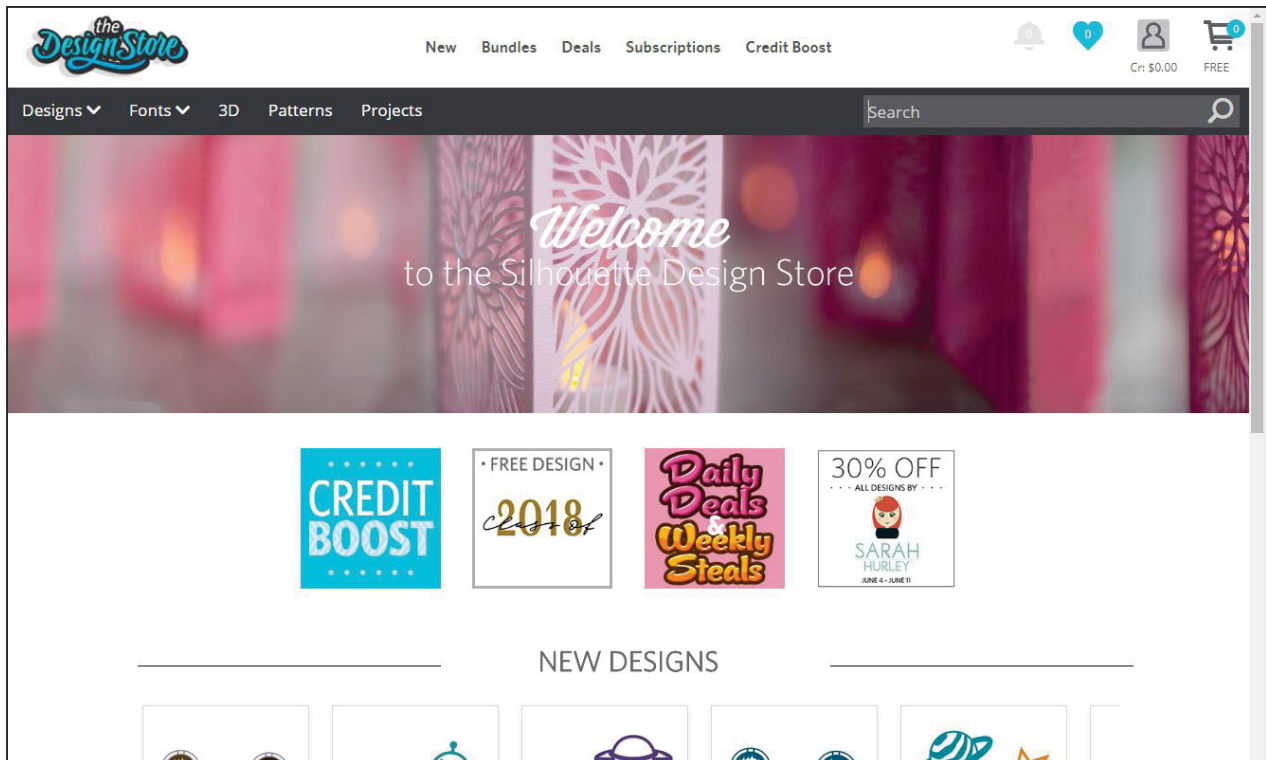 the
Design Store
New Bundles Deals Subscriptions Credit Boost
0
0
0
Cr: $0.00
FREE
Designs Fonts 3D Patterns Projects
Search
Welcome
to the Silhouette Design Store
CREDIT
BOOST
• FREE DESIGN •
2018
Class of
Daily
Deals
&
Weekly
Steals
30% OFF
- - - ALL DESIGNS BY - - -
SARAH
HURLEY
JUNE 4 - JUNE 11
NEW DESIGNS